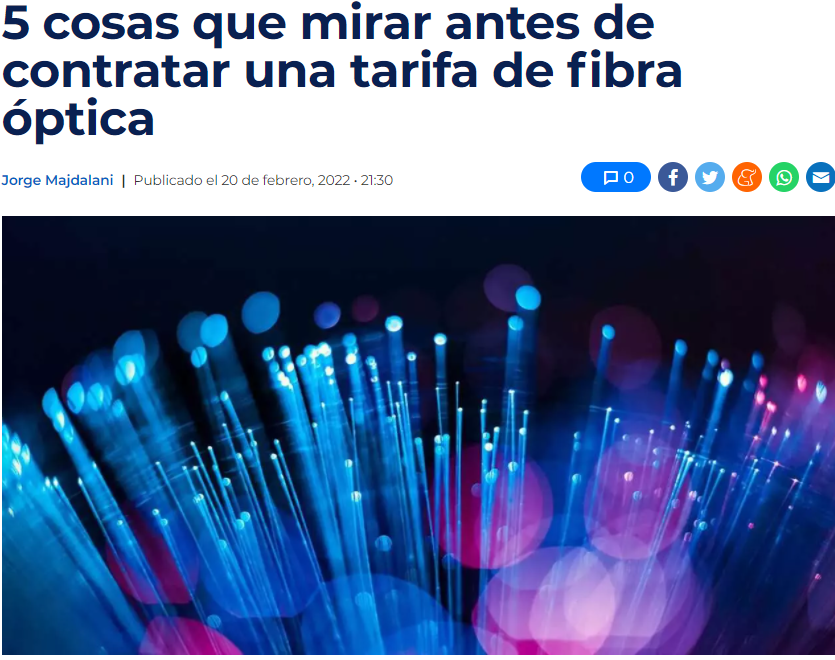 5 cosas que mirar antes de
contratar una tarifa de fibra
óptica
Jorge Majdalani | Publicado el 20 de febrero, 2022 • 21:30
0